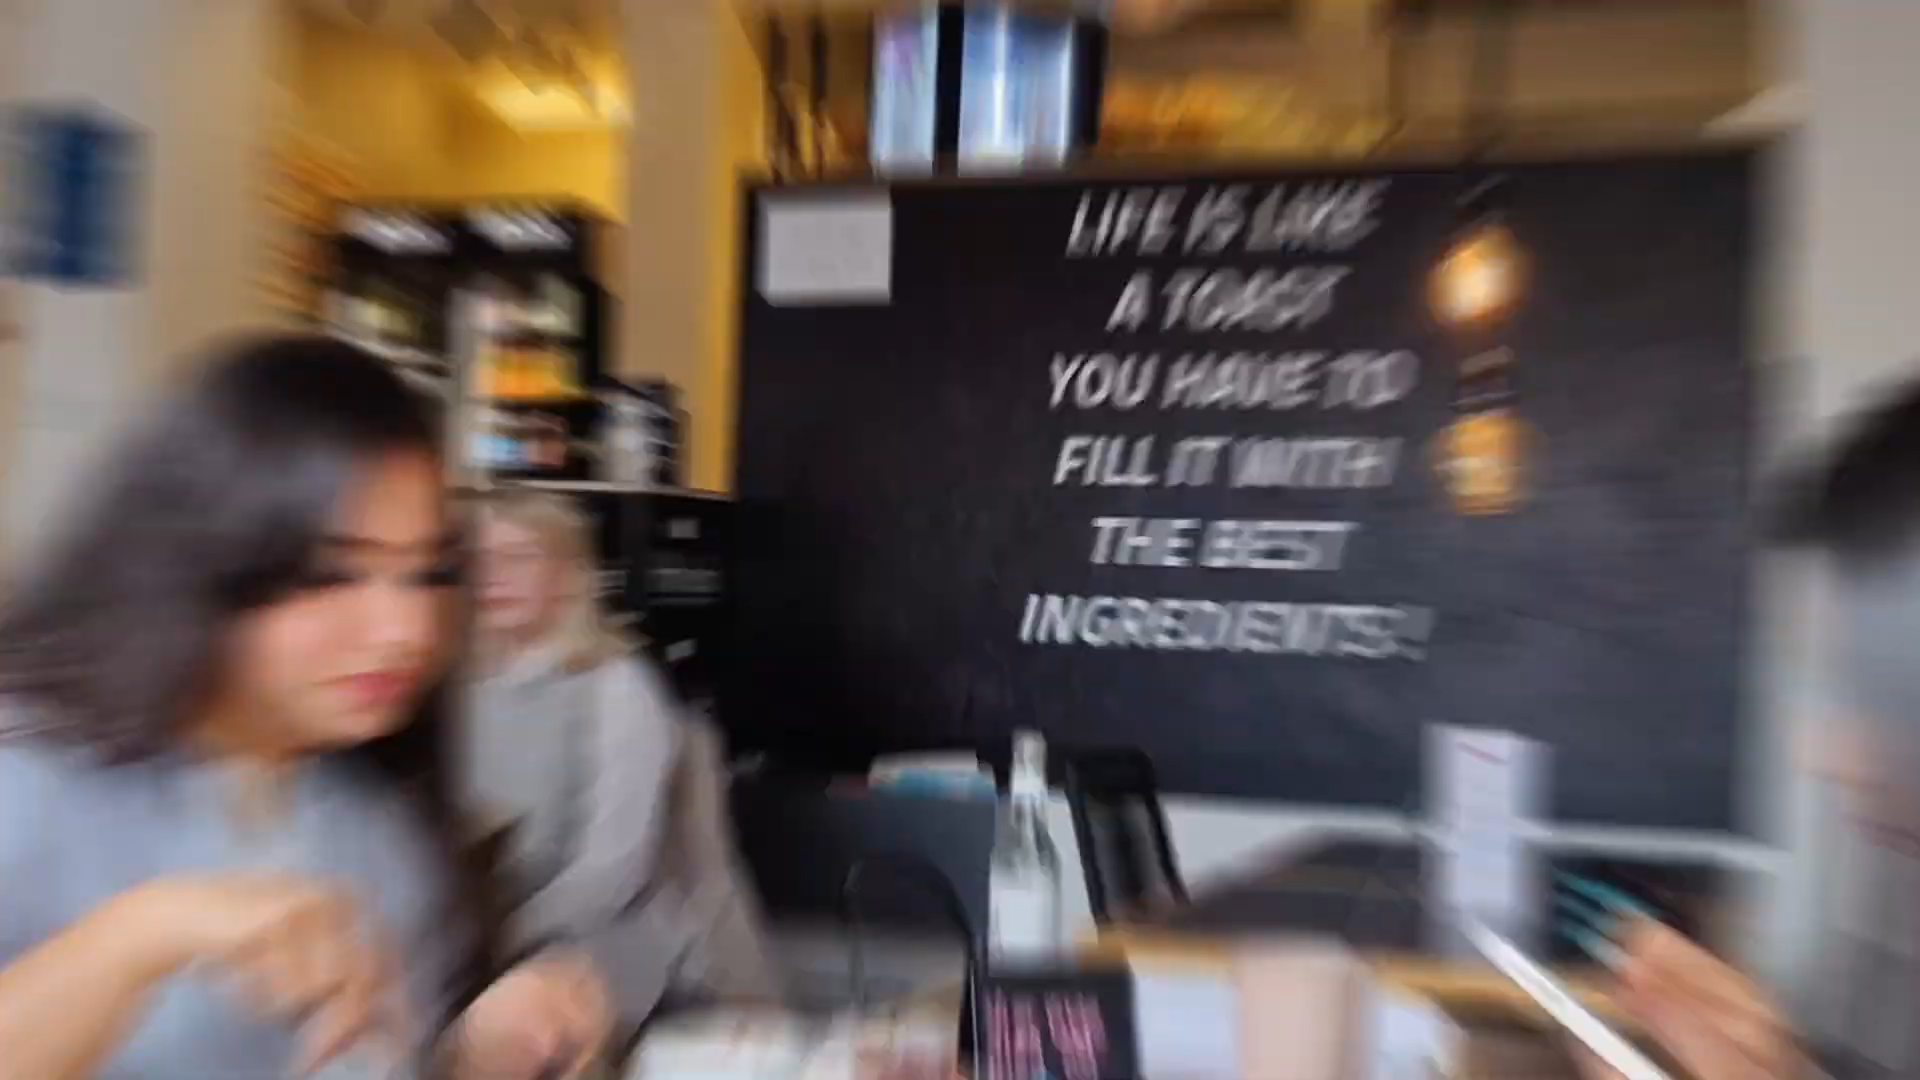 LIFE IS LIKE
A TOAST
YOU HAVE TO
FILL IT WITH
THE BEST
INGREDIENTS!